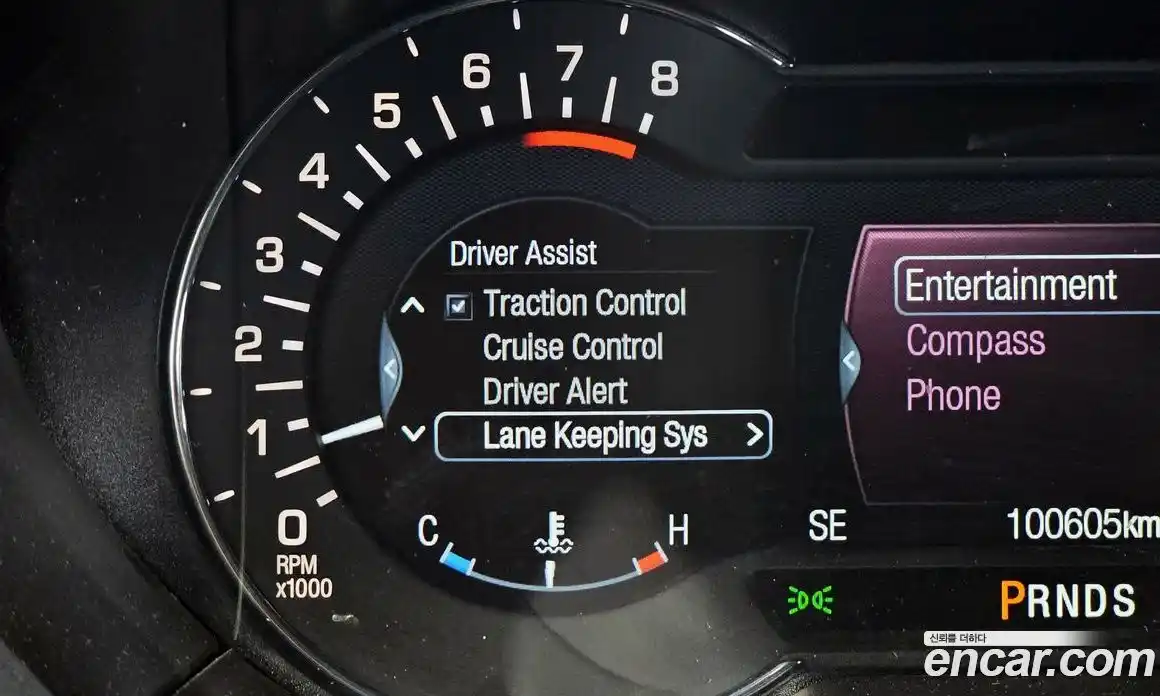 8
7
6
5
4
3
2
1
0
RPM
x1000
Driver Assist
Traction Control
Cruise Control
Driver Alert
Lane Keeping Sys
C
H
Entertainment
Compass
Phone
SE
100605km
PRNDS
신뢰를 더하다
encar.com